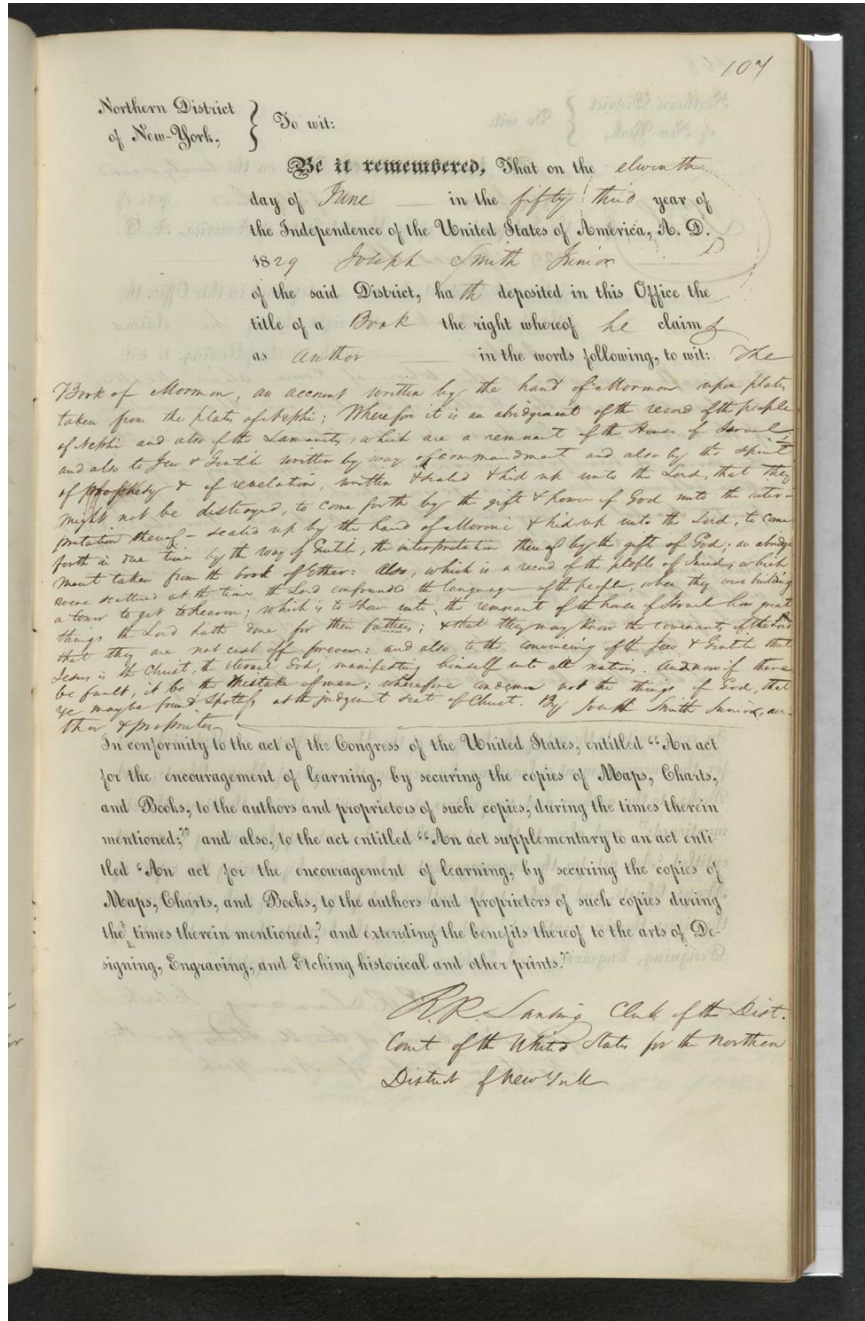 107
Northern District
of New-York, } To wit:
Be it remembered, That on the elventh
day of June — in the fifty third year of
the Independence of the United States of America, A. D.
1829 Joseph Smith Junior
of the said District, hath deposited in this Office the
title of a Book the right whereof he claims
as author — in the words following, to wit: The
Book of Mormon, an account written by the hand of Mormon upon plates
taken from the plates of Nephi; Wherefore it is an abridgment of the record of the people
of Nephi and also of the Lamanites, which are a remnant of the House of Israel,
and also to Jew & Gentile written by way of commandment and also by the spirit
of prophesy & of revelation, written & sealed & hid up unto the Lord, that they
might not be destroyed, to come forth by the gift & power of God unto the inter-
pretation thereof – sealed up by the hand of Moroni & hid up unto the Lord, to come
forth in due time by the way of Gentile, the interpretation thereof by the gift of God; an abridg-
ment taken from the book of Ether: Also, which is a record of the people of Jared, which
were scattered at the time the Lord confounded the language of the people, when they were building
a tower to get to heaven; which is to shew unto the remnant of the house of Israel how great
things the Lord hath done for their fathers; & that they may know the covenants of the Lord
that they are not cast off forever: and also to the convincing of the Jew & Gentile that
Jesus is the Christ, the eternal God, manifesting himself unto all nations. And now if there
be fault, it be the mistake of men; wherefore condemn not the things of God, that
ye may be found spotless at the judgment seat of Christ. By Joseph Smith Junior, au-
thor & proprietor
In conformity to the act of the Congress of the United States, entitled “An act
for the encouragement of learning, by securing the copies of Maps, Charts,
and Books, to the authors and proprietors of such copies, during the times therein
mentioned;” and also, to the act entitled “An act supplementary to an act enti-
tled ‘An act for the encouragement of learning, by securing the copies of
Maps, Charts, and Books, to the authors and proprietors of such copies during
the times therein mentioned,’ and extending the benefits thereof to the arts of De-
signing, Engraving, and Etching historical and other prints.”
R. R. Lansing Clerk of the Dist.
Court of the United States for the Northern
District of New York